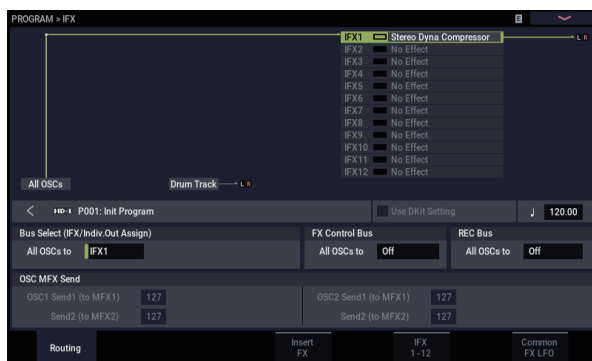 PROGRAM > IFX E
IFX1 Stereo Dyna Compressor L R
IFX2 No Effect
IFX3 No Effect
IFX4 No Effect
IFX5 No Effect
IFX6 No Effect
IFX7 No Effect
IFX8 No Effect
IFX9 No Effect
IFX10 No Effect
IFX11 No Effect
IFX12 No Effect
All OSCs Drum Track L R
< HD-1 P001: Init Program Use DKit Setting ♩ 120.00
Bus Select (IFX/Indiv.Out Assign) FX Control Bus REC Bus
All OSCs to IFX1 All OSCs to Off All OSCs to Off
OSC MFX Send
OSC1 Send1 (to MFX1) 127 OSC2 Send1 (to MFX1) 127
Send2 (to MFX2) 127 Send2 (to MFX2) 127
Routing Insert FX IFX 1-12 Common FX LFO